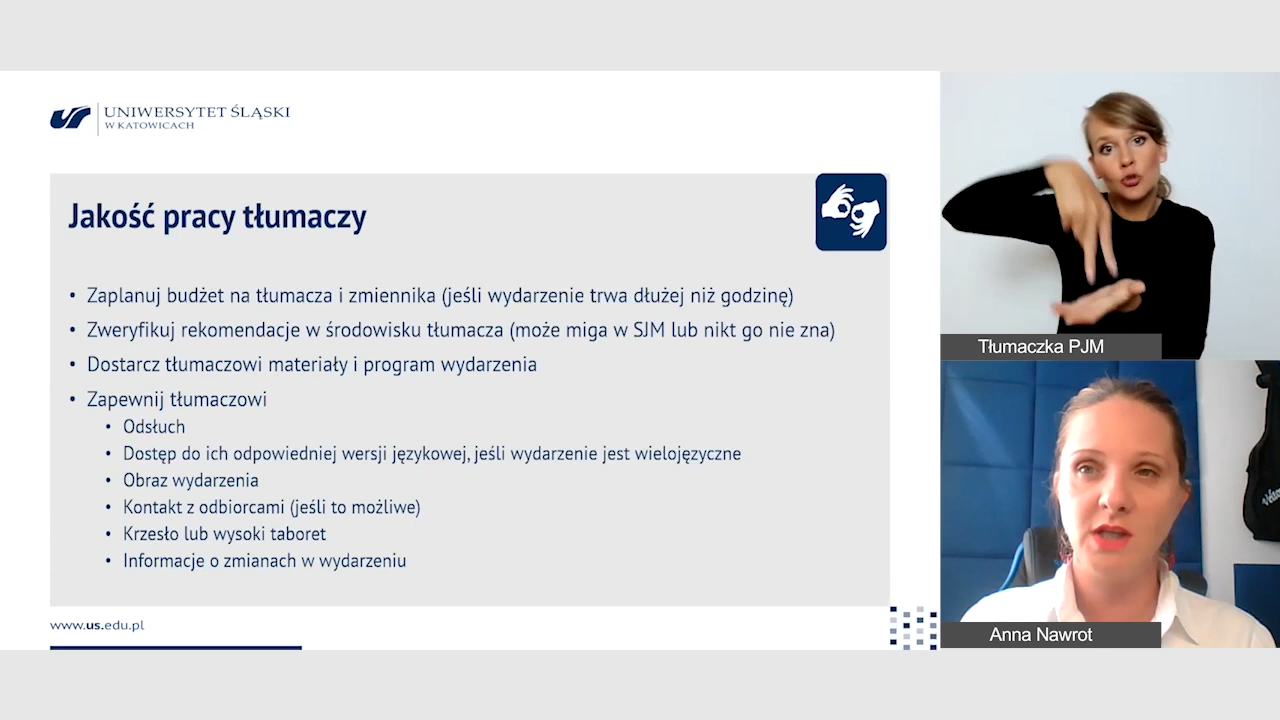 UNIWERSYTET ŚLĄSKI
W KATOWICACH
Jakość pracy tłumaczy
• Zaplanuj budżet na tłumacza i zmiennika (jeśli wydarzenie trwa dłużej niż godzinę)
• Zweryfikuj rekomendacje w środowisku tłumacza (może miga w SJM lub nikt go nie zna)
• Dostarcz tłumaczowi materiały i program wydarzenia
• Zapewnij tłumaczowi
• Odsłuch
• Dostęp do ich odpowiedniej wersji językowej, jeśli wydarzenie jest wielojęzyczne
• Obraz wydarzenia
• Kontakt z odbiorcami (jeśli to możliwe)
• Krzesło lub wysoki taboret
• Informacje o zmianach w wydarzeniu
www.us.edu.pl
Tłumaczka PJM
Anna Nawrot